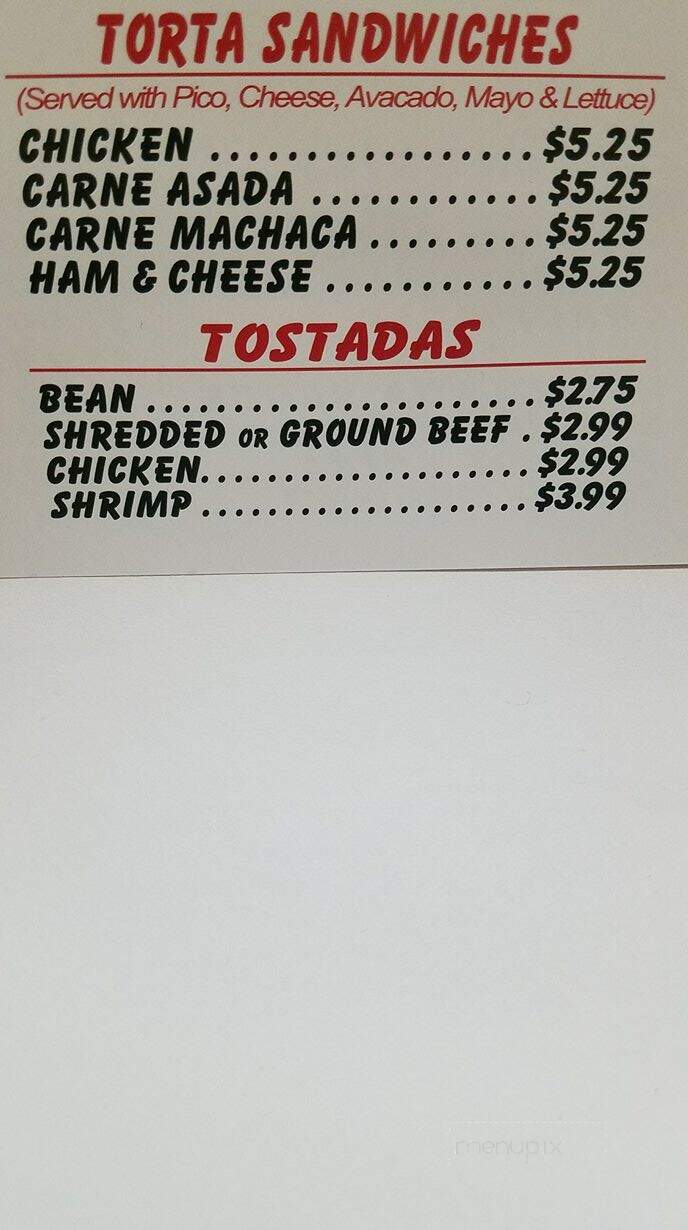 TORTA SANDWICHES
(Served with Pico, Cheese, Avacado, Mayo & Lettuce)
CHICKEN ................. $5.25
CARNE ASADA ............ $5.25
CARNE MACHACA ......... $5.25
HAM & CHEESE ........... $5.25
TOSTADAS
BEAN ....................... $2.75
SHREDDED OR GROUND BEEF . $2.99
CHICKEN.................... $2.99
SHRIMP .................... $3.99
menupix